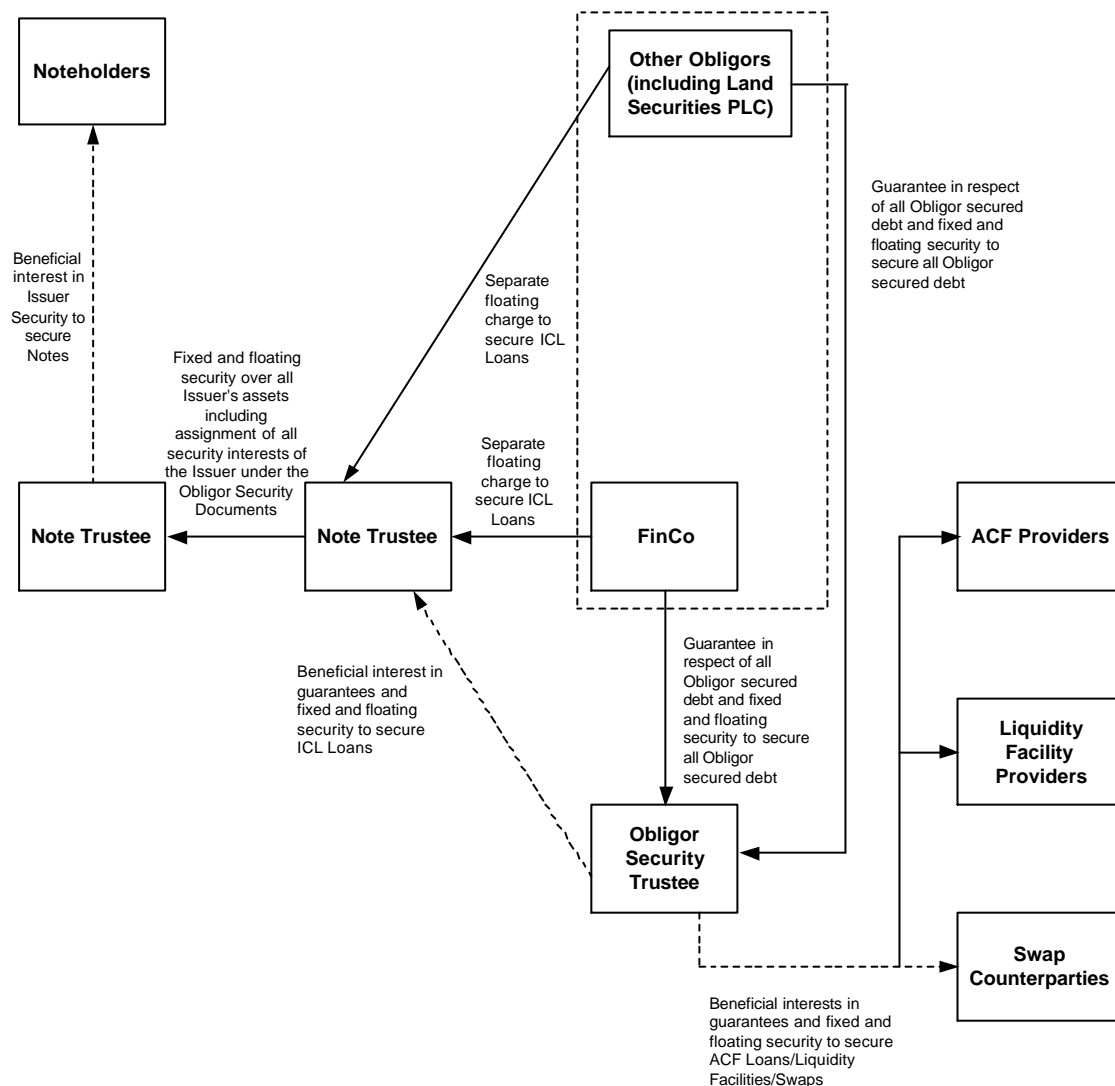 Noteholders
Other Obligors
(including Land
Securities PLC)
Guarantee in respect
of all Obligor secured
debt and fixed and
floating security to
secure all Obligor
secured debt
Beneficial
interest in
Issuer
Security to
secure
Notes
Separate
floating
charge to
secure ICL
Loans
Fixed and floating
security over all
Issuer's assets
including
assignment of all
security interests of
the Issuer under the
Obligor Security
Documents
Separate
floating
charge to
secure ICL
Loans
Note Trustee
Note Trustee
FinCo
ACF Providers
Guarantee in
respect of all
Obligor secured
debt and fixed
and floating
security to secure
all Obligor
secured debt
Beneficial interest in
guarantees and
fixed and floating
security to secure
ICL Loans
Liquidity
Facility
Providers
Obligor
Security
Trustee
Swap
Counterparties
Beneficial interests in
guarantees and fixed and
floating security to secure
ACF Loans/Liquidity
Facilities/Swaps